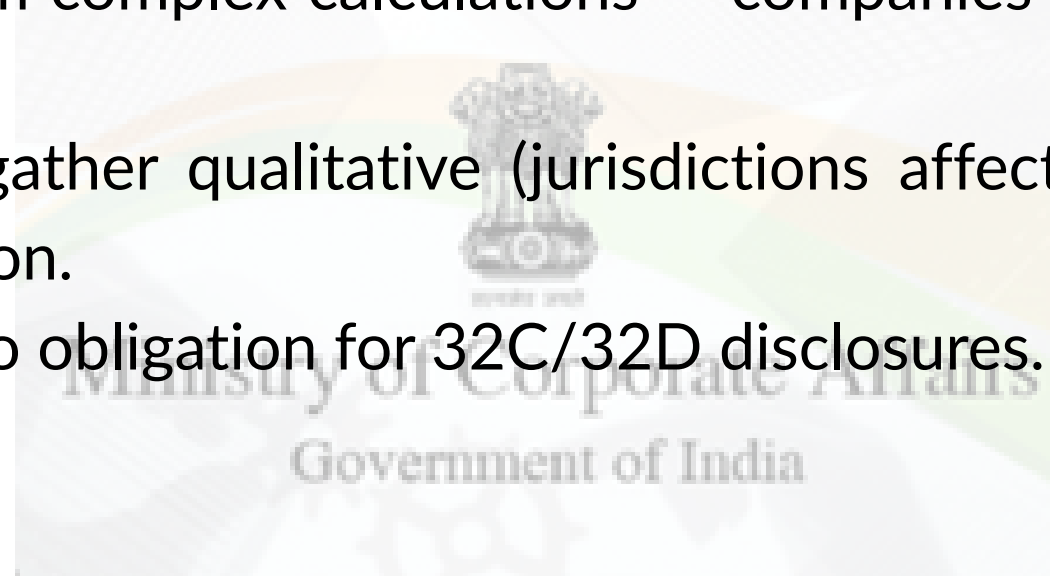 complex calculations companies
gather qualitative (jurisdictions affect
on.
o obligation for 32C/32D disclosures.
Ministry of Corporate Affairs
Government of India